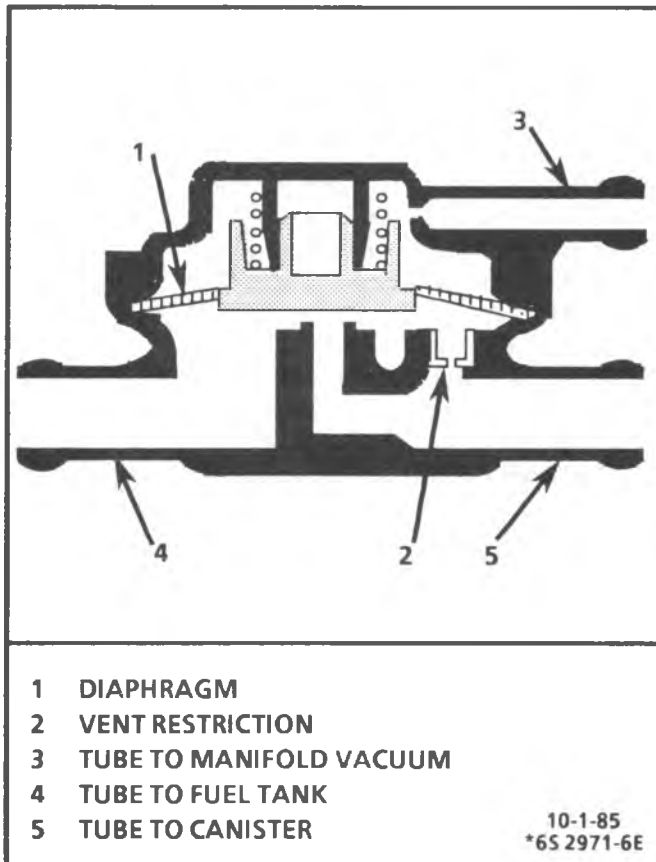 3
1
4
2
5
1 DIAPHRAGM
2 VENT RESTRICTION
3 TUBE TO MANIFOLD VACUUM
4 TUBE TO FUEL TANK
5 TUBE TO CANISTER
10-1-85
*6S 2971-6E